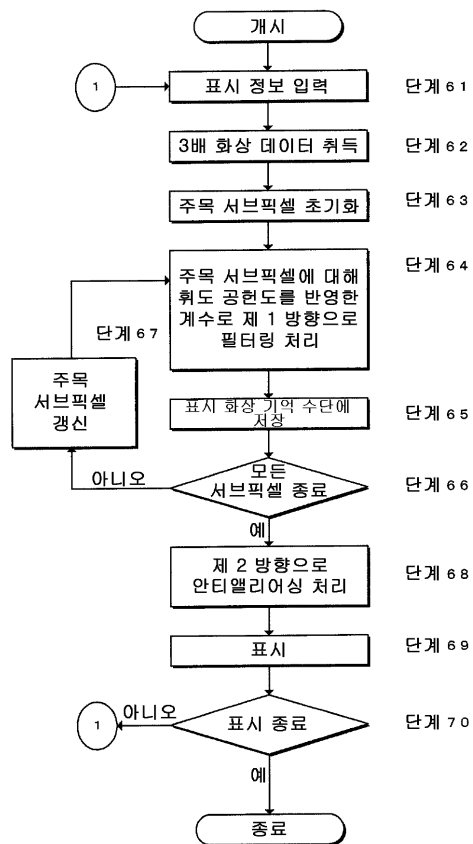 개시
1
표시 정보 입력
단계 61
3배 화상 데이터 취득
단계 62
주목 서브픽셀 초기화
단계 63
주목 서브픽셀에 대해
휘도 공헌도를 반영한
계수로 제 1 방향으로
필터링 처리
단계 64
단계 67
주목
서브픽셀
갱신
표시 화상 기억 수단에
저장
단계 65
모든
서브픽셀 종료
단계 66
아니오
예
제 2 방향으로
안티앨리어싱 처리
단계 68
표시
단계 69
표시 종료
단계 70
아니오
1
예
종료